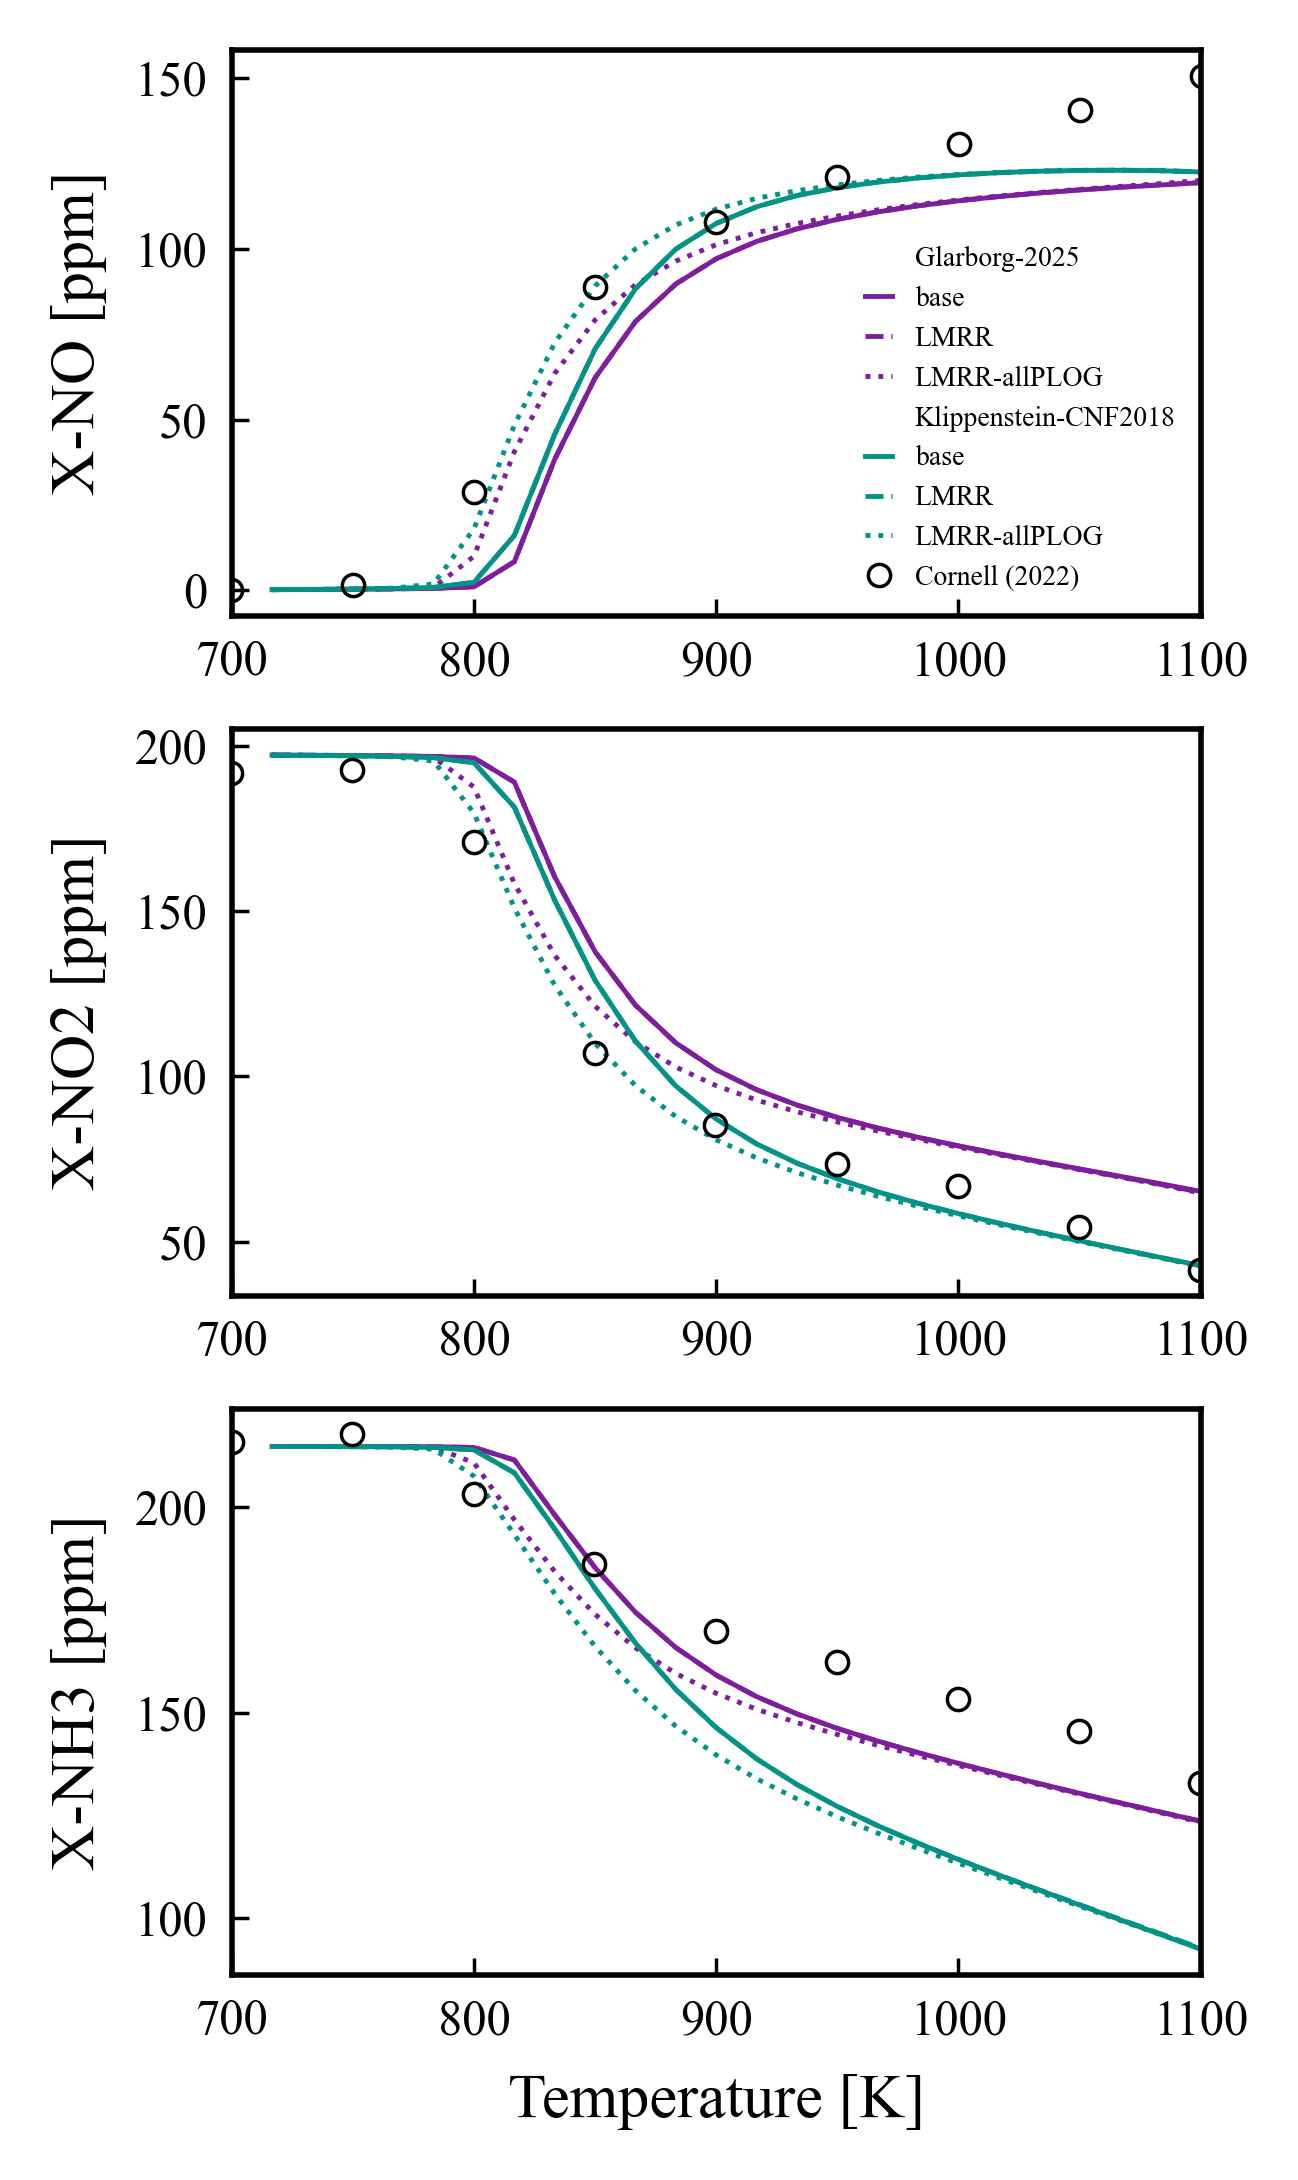 X-NO [ppm]
150
100
50
0
Glarborg-2025
base
LMRR
LMRR-allPLOG
Klippenstein-CNF2018
base
LMRR
LMRR-allPLOG
Cornell (2022)
700 800 900 1000 1100
X-NO2 [ppm]
200
150
100
50
700 800 900 1000 1100
X-NH3 [ppm]
200
150
100
700 800 900 1000 1100
Temperature [K]